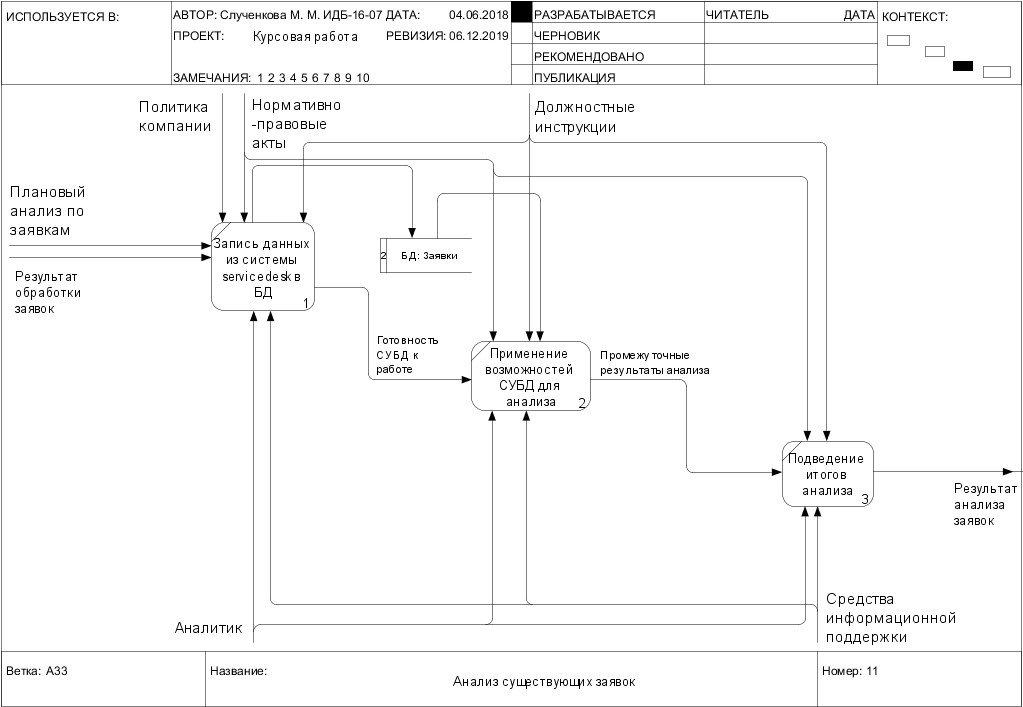 ИСПОЛЬЗУЕТСЯ В:
АВТОР: Слученкова М. М. ИДБ-16-07 ДАТА: 04.06.2018
РАЗРАБАТЫВАЕТСЯ
ЧИТАТЕЛЬ
ДАТА
КОНТЕКСТ:
ПРОЕКТ: Курсовая работа РЕВИЗИЯ: 06.12.2019
ЧЕРНОВИК
РЕКОМЕНДОВАНО
ЗАМЕЧАНИЯ: 1 2 3 4 5 6 7 8 9 10
ПУБЛИКАЦИЯ
Политика
компании
Нормативно
-правовые
акты
Должностные
инструкции
Плановый
анализ по
заявкам
Результат
обработки
заявок
Запись данных
из системы
servicedesk в
БД
1
2
БД: Заявки
Готовность
СУБД к
работе
Применение
возможностей
СУБД для
анализа
2
Промежуточные
результаты анализа
Подведение
итогов
анализа
3
Результат
анализа
заявок
Аналитик
Средства
информационной
поддержки
Ветка: A33
Название:
Анализ существующих заявок
Номер: 11